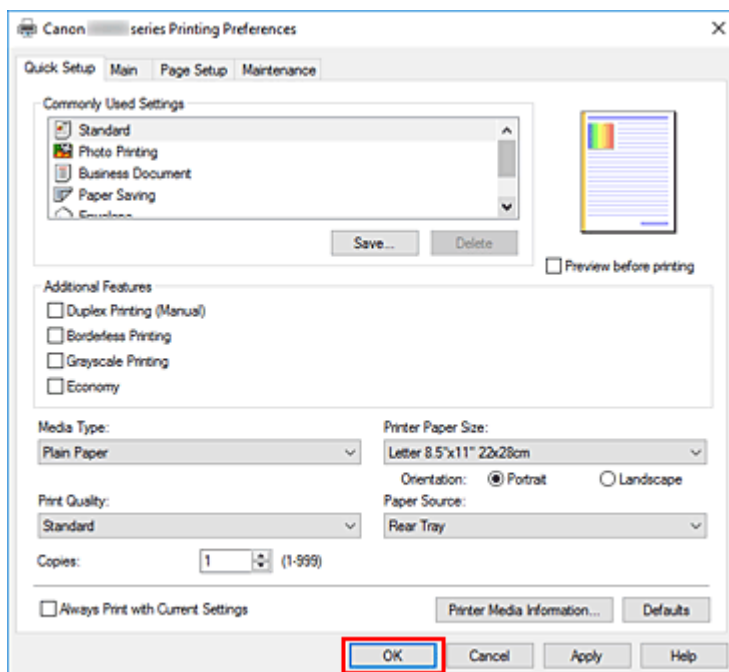 Canon series Printing Preferences
Quick Setup Main Page Setup Maintenance
Commonly Used Settings
Standard
Photo Printing
Business Document
Paper Saving
Envelope
Save... Delete
Preview before printing
Additional Features
Duplex Printing (Manual)
Borderless Printing
Grayscale Printing
Economy
Media Type: Printer Paper Size:
Plain Paper Letter 8.5"x11" 22x28cm
Orientation: Portrait Landscape
Print Quality: Paper Source:
Standard Rear Tray
Copies: 1 (1-999)
Always Print with Current Settings Printer Media Information... Defaults
OK Cancel Apply Help